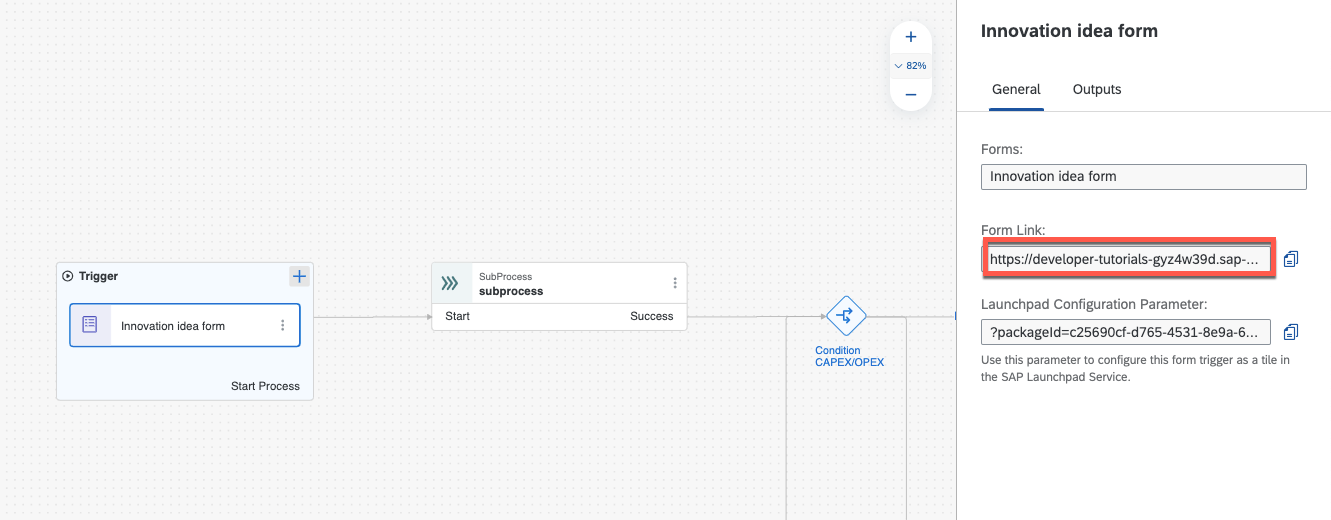 +
82%
−
Trigger
+
Innovation idea form
Start Process
SubProcess
subprocess
Start
Success
Condition
CAPEX/OPEX
Innovation idea form
General
Outputs
Forms:
Innovation idea form
Form Link:
https://developer-tutorials-gyz4w39d.sap-...
Launchpad Configuration Parameter:
?packageId=c25690cf-d765-4531-8e9a-6...
Use this parameter to configure this form trigger as a tile in
the SAP Launchpad Service.